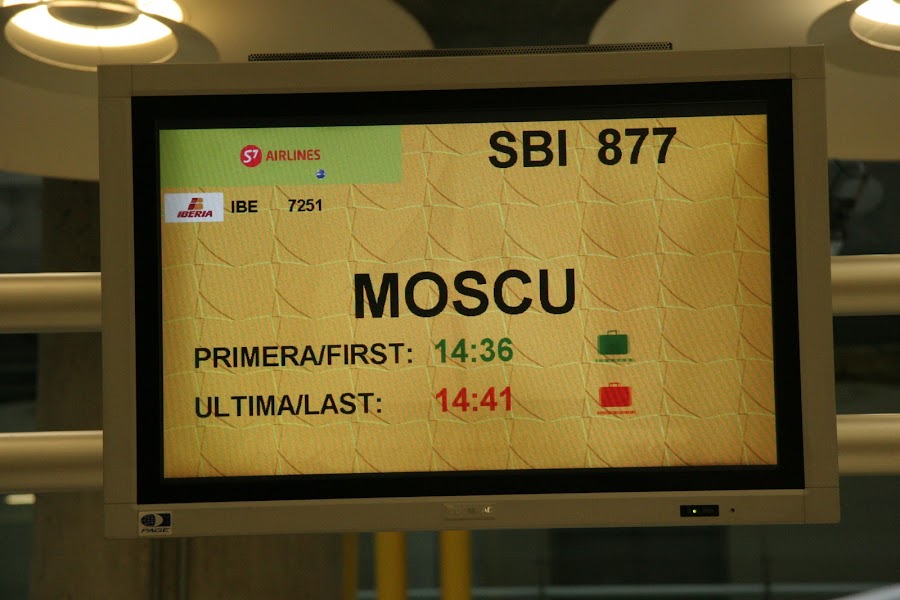 S7 AIRLINES
SBI 877
IBERIA
IBE 7251
MOSCU
PRIMERA/FIRST: 14:36
ULTIMA/LAST: 14:41
PAGE